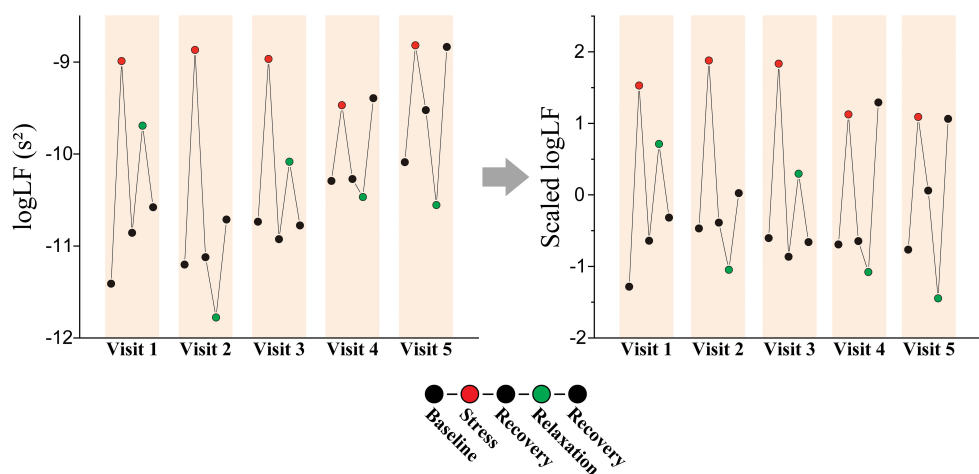 logLF (s²)
-9
-10
-11
-12
Visit 1 Visit 2 Visit 3 Visit 4 Visit 5
Scaled logLF
2
1
0
-1
-2
Visit 1 Visit 2 Visit 3 Visit 4 Visit 5
Baseline
Stress
Recovery
Relaxation
Recovery